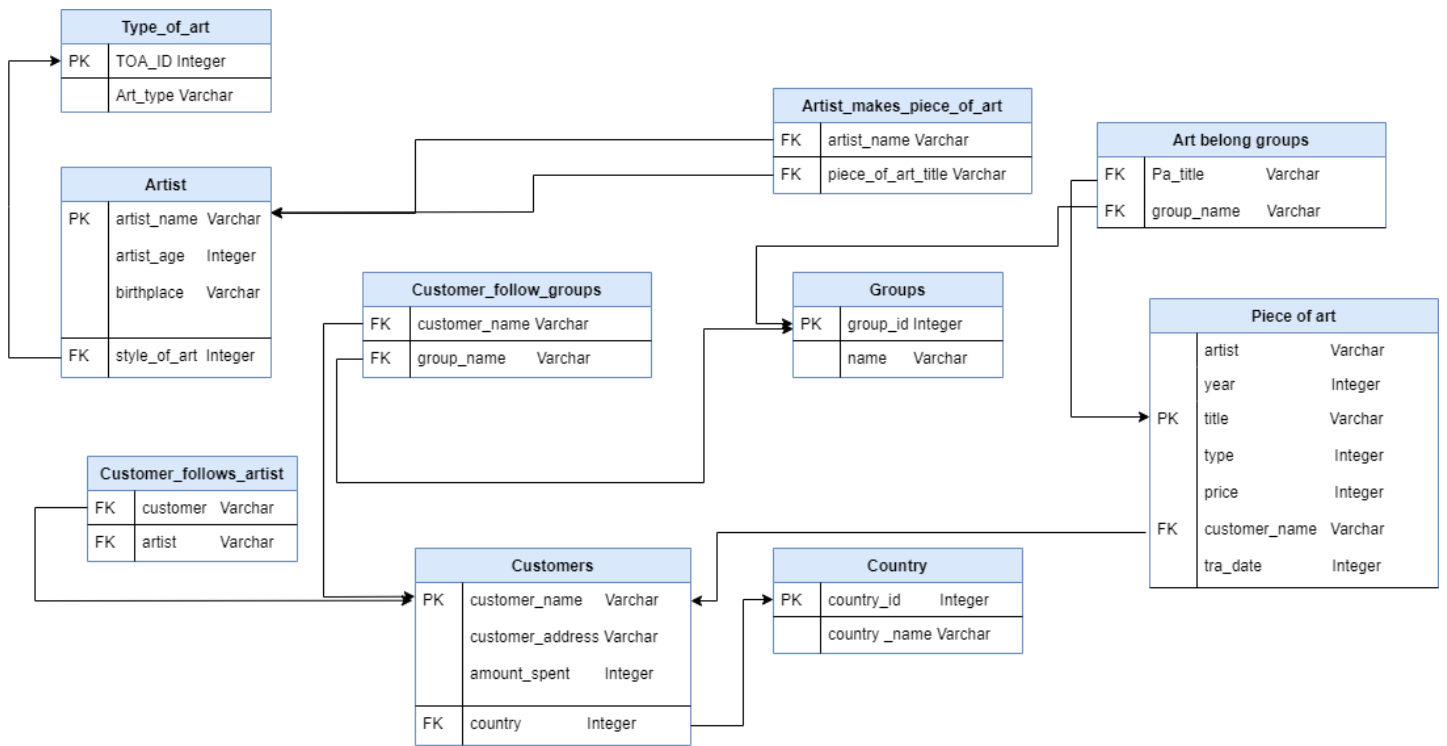 Type_of_art
PK TOA_ID Integer
Art_type Varchar
Artist_makes_piece_of_art
FK artist_name Varchar
FK piece_of_art_title Varchar
Art belong groups
FK Pa_title Varchar
FK group_name Varchar
Artist
PK artist_name Varchar
artist_age Integer
birthplace Varchar
FK style_of_art Integer
Customer_follow_groups
FK customer_name Varchar
FK group_name Varchar
Groups
PK group_id Integer
name Varchar
Piece of art
artist Varchar
year Integer
PK title Varchar
type Integer
price Integer
FK customer_name Varchar
tra_date Integer
Customer_follows_artist
FK customer Varchar
FK artist Varchar
Customers
PK customer_name Varchar
customer_address Varchar
amount_spent Integer
FK country Integer
Country
PK country_id Integer
country _name Varchar